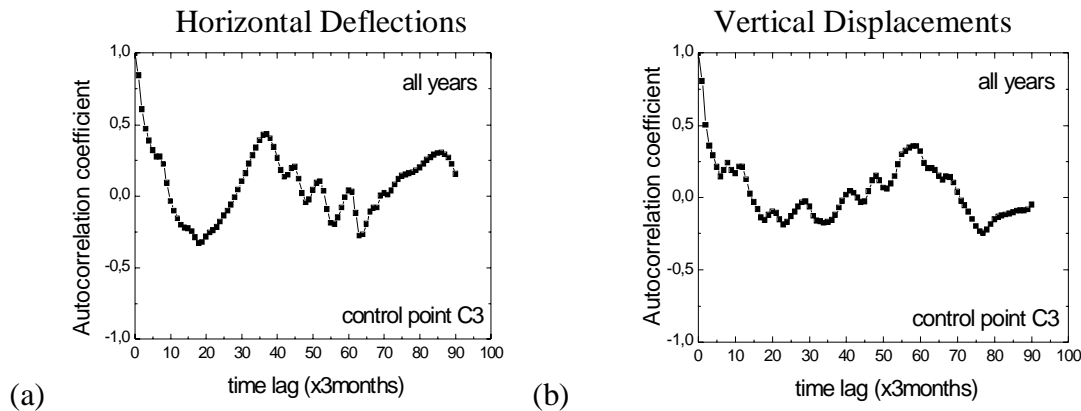 Horizontal Deflections
1,0
0,5
0,0
-0,5
-1,0
Autocorrelation coefficient
all years
control point C3
0 10 20 30 40 50 60 70 80 90 100
time lag (x3months)
(a)
Vertical Displacements
1,0
0,5
0,0
-0,5
-1,0
Autocorrelation coefficient
all years
control point C3
0 10 20 30 40 50 60 70 80 90 100
time lag (x3months)
(b)